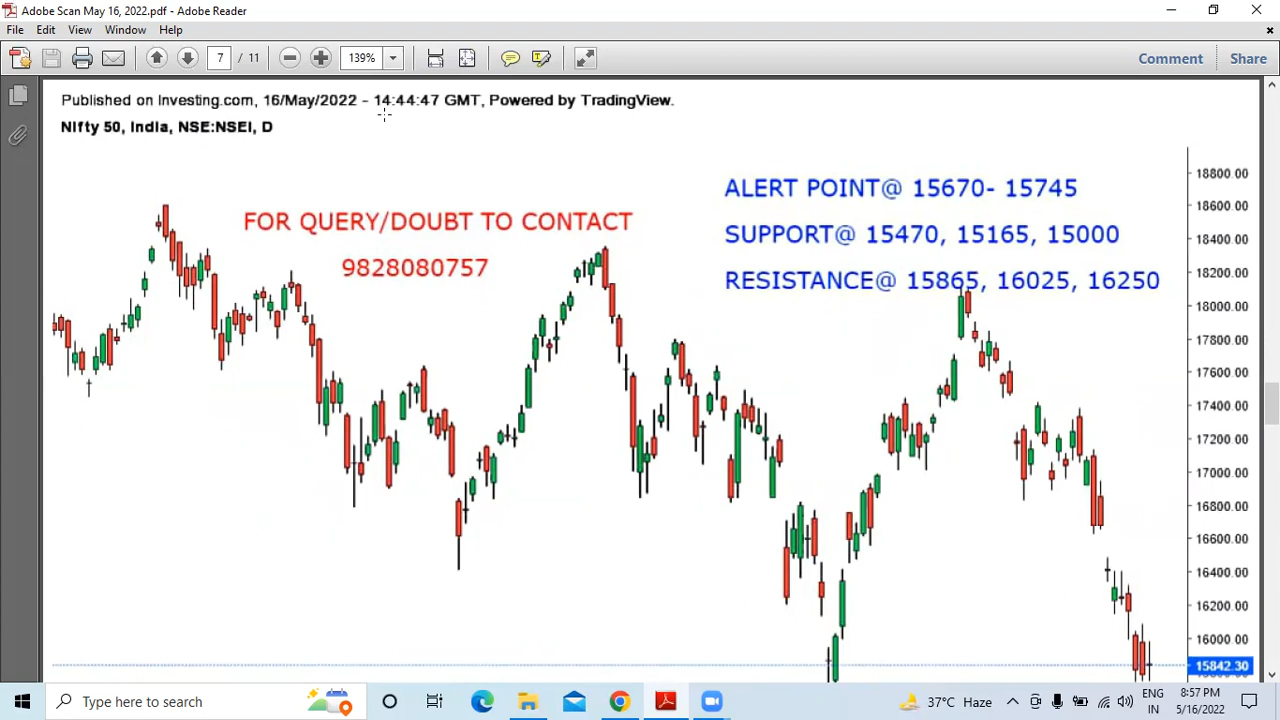 Adobe Scan May 16, 2022.pdf - Adobe Reader
File Edit View Window Help
7 / 11 139% Comment Share
Published on Investing.com, 16/May/2022 - 14:44:47 GMT, Powered by TradingView.
Nifty 50, India, NSE:NSEI, D
ALERT POINT@ 15670- 15745
FOR QUERY/DOUBT TO CONTACT
SUPPORT@ 15470, 15165, 15000
9828080757
RESISTANCE@ 15865, 16025, 16250
18800.00
18600.00
18400.00
18200.00
18000.00
17800.00
17600.00
17400.00
17200.00
17000.00
16800.00
16600.00
16400.00
16200.00
16000.00
15842.30
Type here to search
37°C Haze
ENG
IN
8:57 PM
5/16/2022